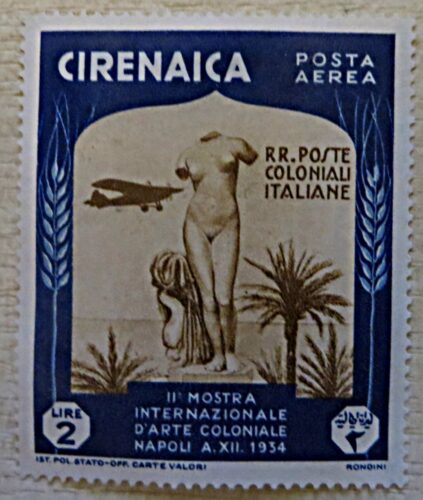 CIRENAICA
POSTA
AEREA
RR. POSTE
COLONIALI
ITALIANE
LIRE
2
II^a MOSTRA
INTERNAZIONALE
D'ARTE COLONIALE
NAPOLI A.XII. 1934
٢
IST. POL. STATO-OFF. CARTE VALORI
RONDINI